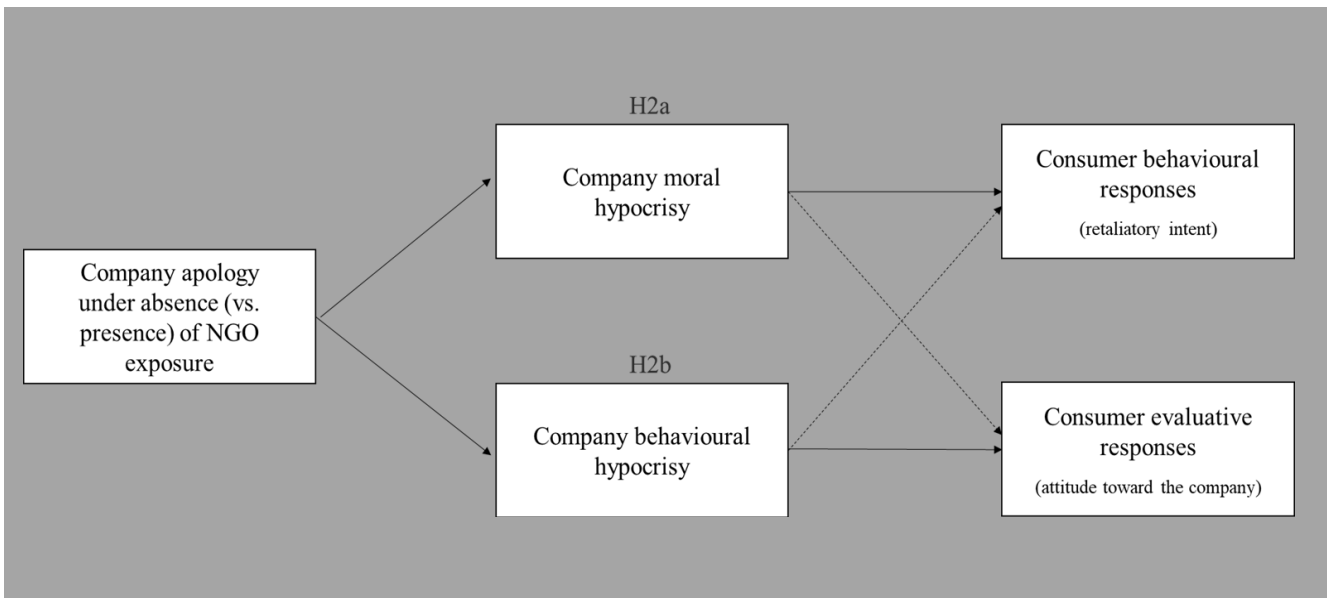 H2a
Company moral
hypocrisy
Consumer behavioural
responses
(retaliatory intent)
Company apology
under absence (vs.
presence) of NGO
exposure
H2b
Company behavioural
hypocrisy
Consumer evaluative
responses
(attitude toward the company)